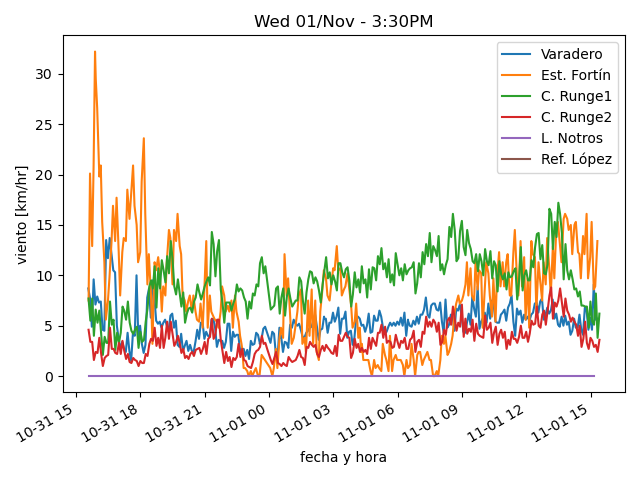 Wed 01/Nov - 3:30PM
Varadero
Est. Fortín
C. Runge1
C. Runge2
L. Notros
Ref. López
viento [km/hr]
30
25
20
15
10
5
0
10-31 15
10-31 18
10-31 21
11-01 00
11-01 03
11-01 06
11-01 09
11-01 12
11-01 15
fecha y hora